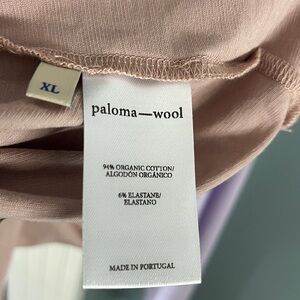 XL
paloma—wool
94% ORGANIC COTTON/
ALGODÓN ORGÁNICO
6% ELASTANE/
ELASTANO
MADE IN PORTUGAL